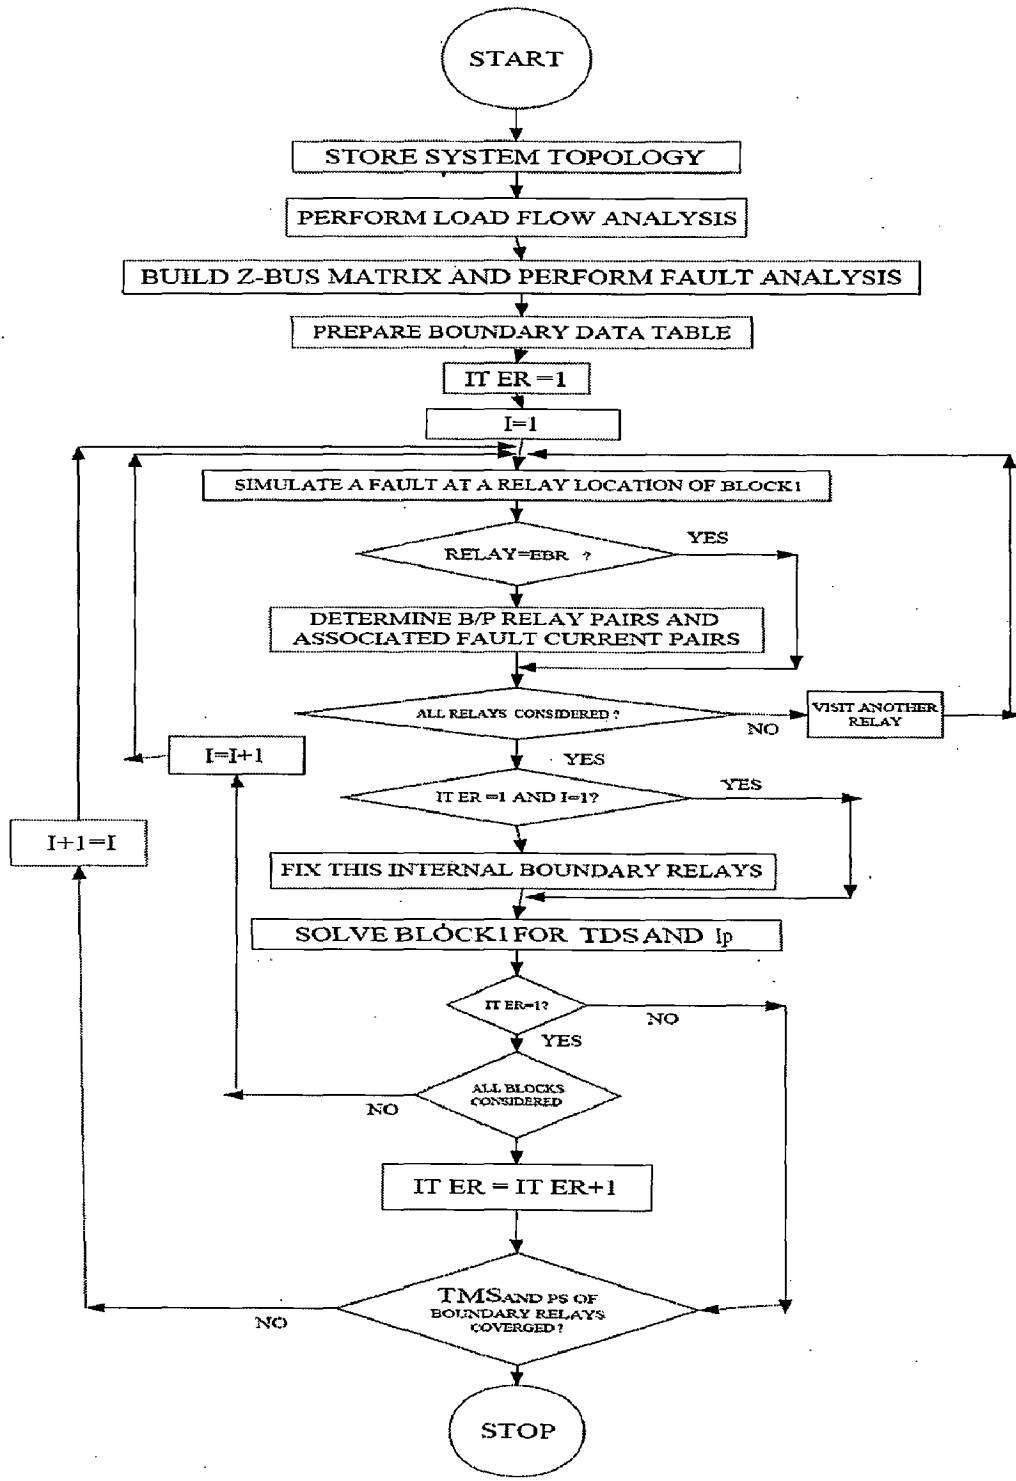 START
STORE SYSTEM TOPOLOGY
PERFORM LOAD FLOW ANALYSIS
BUILD Z-BUS MATRIX AND PERFORM FAULT ANALYSIS
PREPARE BOUNDARY DATA TABLE
IT ER =1
I=1
SIMULATE A FAULT AT A RELAY LOCATION OF BLOCK1
RELAY=EBR ?
YES
DETERMINE B/P RELAY PAIRS AND
ASSOCIATED FAULT CURRENT PAIRS
ALL RELAYS CONSIDERED ?
NO
VISIT ANOTHER
RELAY
YES
I=I+1
IT ER =1 AND I=1?
YES
I+1=I
FIX THIS INTERNAL BOUNDARY RELAYS
SOLVE BLOCK1 FOR TDS AND Ip
IT ER=1?
NO
YES
ALL BLOCKS
CONSIDERED
NO
IT ER = IT ER+1
TMS AND PS OF
BOUNDARY RELAYS
COVERGED ?
NO
STOP